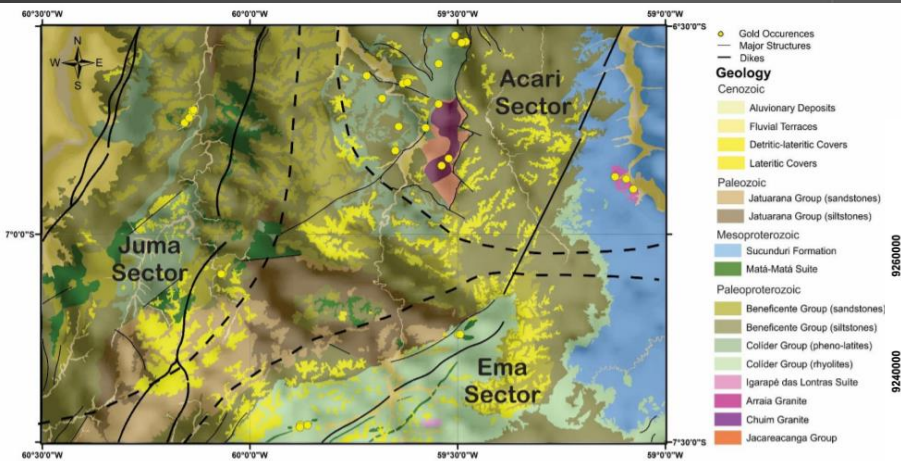 60°30'0"W
60°0'0"W
59°30'0"W
59°0'0"W
6°30'0"S
N
W
E
S
Acari
Sector
7°0'0"S
Juma
Sector
7°0'0"S
Ema
Sector
7°30'0"S
60°30'0"W
60°0'0"W
59°30'0"W
59°0'0"W
Gold Occurences
Major Structures
Dikes
Geology
Cenozoic
Aluvionary Deposits
Fluvial Terraces
Detritic-lateritic Covers
Lateritic Covers
Paleozoic
Jatuarana Group (sandstones)
Jatuarana Group (siltstones)
Mesoproterozoic
Sucunduri Formation
Matá-Matá Suite
Paleoproterozoic
Beneficente Group (sandstones)
Beneficente Group (siltstones)
Colíder Group (pheno-latites)
Colíder Group (rhyolites)
Igarapé das Lontras Suite
Arraia Granite
Chuim Granite
Jacareacanga Group
9260000
9240000